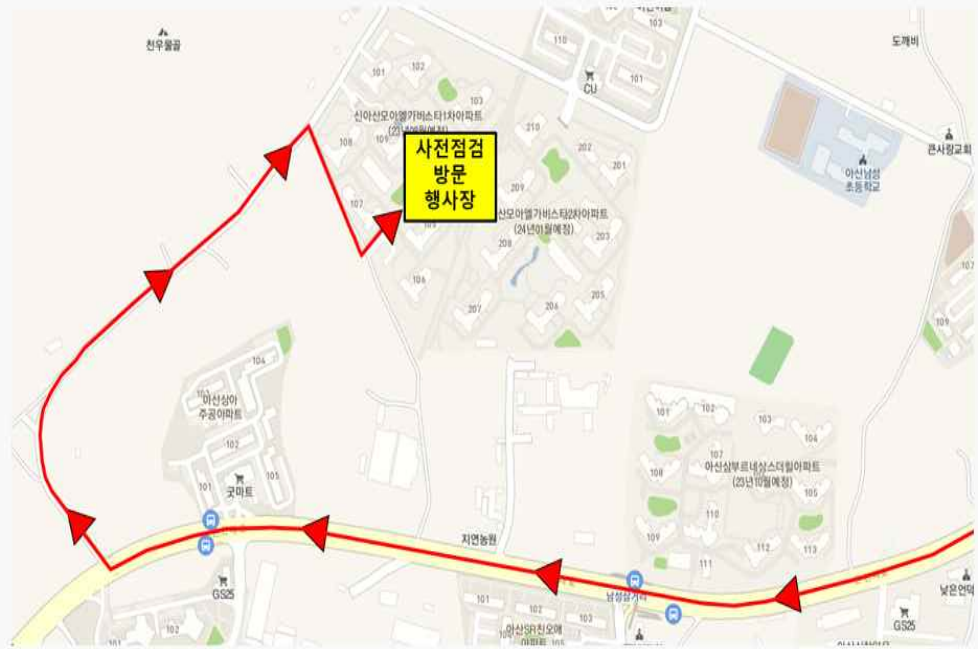 천우물골
110
103
도깨비
101
102
103
CU
101
신아산모아엘가비스타1차아파트
108
109
210
202
201
큰사랑교회
사전점검
방문
행사장
아산남성
초등학교
209
107
산모아엘가비스타2차아파트
(24년01월예정)
208
203
106
205
207
206
107
109
104
아산상아
주공아파트
102
101
굿마트
105
101
102
103
104
107
아산삼부르네상스더힐아파트
(23년10월예정)
108
105
110
109
112
113
111
지연농원
남성삼거리
GS25
낮은언덕
GS25
101
102
103
아산SR친오애
102
101
105